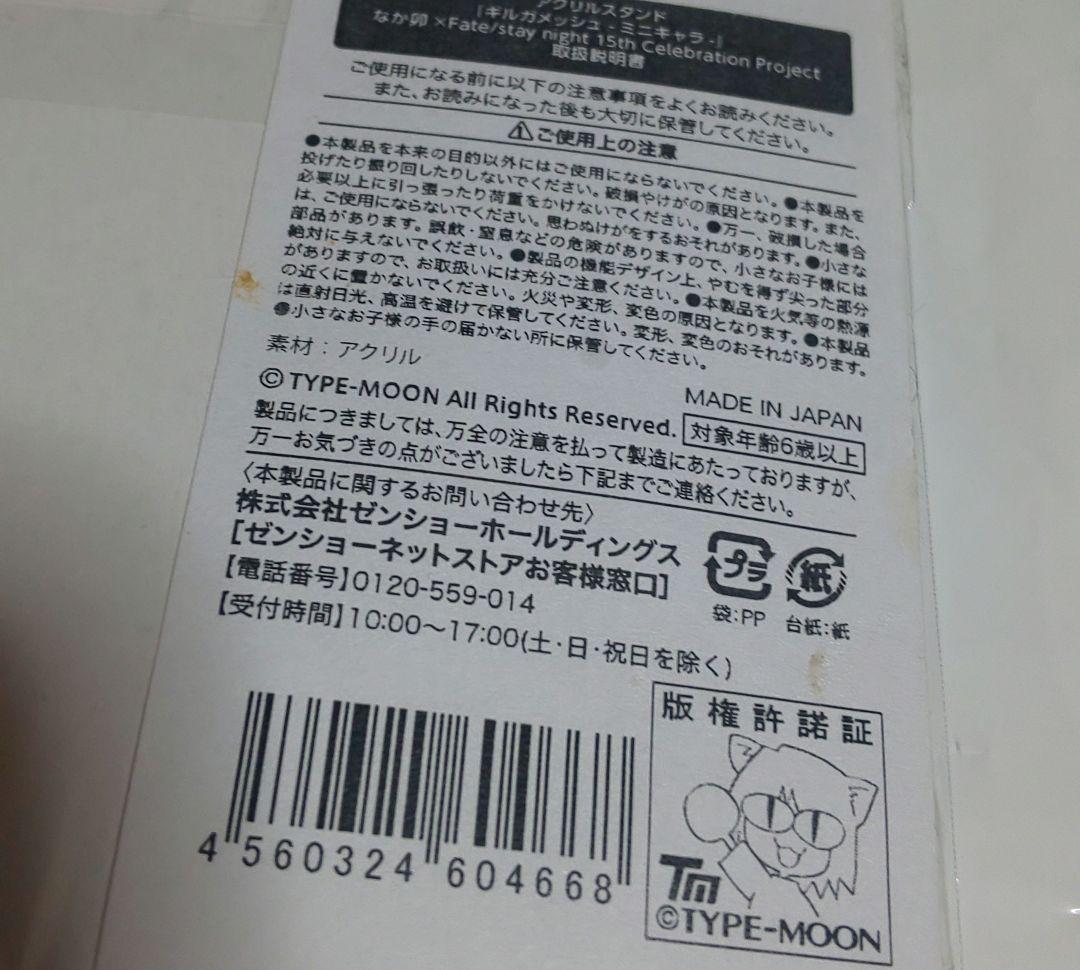 アクリルスタンド
「ギルガメッシュ - ミニキャラ -」
なか卯 ×Fate/stay night 15th Celebration Project
取扱説明書
ご使用になる前に以下の注意事項をよくお読みください。
また、お読みになった後も大切に保管してください。
⚠ご使用上の注意
●本製品を本来の目的以外にはご使用にならないでください。●本製品を
投げたり振り回したりしないでください。破損やけがの原因となります。また、
必要以上に引っ張ったり荷重をかけないでください。●万一、破損した場合
は、ご使用にならないでください。思わぬけがをするおそれがあります。●小さな
部品があります。誤飲・窒息などの危険がありますので、小さなお子様には
絶対に与えないでください。●製品の機能デザイン上、やむを得ず尖った部分
がありますので、お取扱いには充分ご注意ください。●本製品を火気等の熱源
の近くに置かないでください。火災や変形、変色の原因となります。●本製品
は直射日光、高温を避けて保管してください。変形、変色のおそれがあります。
●小さなお子様の手の届かない所に保管してください。
素材：アクリル
MADE IN JAPAN
© TYPE-MOON All Rights Reserved.
対象年齢6歳以上
製品につきましては、万全の注意を払って製造にあたっておりますが、
万一お気づきの点がございましたら下記までご連絡ください。
〈本製品に関するお問い合わせ先〉
株式会社ゼンショーホールディングス
[ゼンショーネットストアお客様窓口]
【電話番号】0120-559-014
【受付時間】10:00～17:00(土・日・祝日を除く)
プラ
袋:PP
紙
台紙:紙
4 560324 604668
版権許諾証
TM
©TYPE-MOON